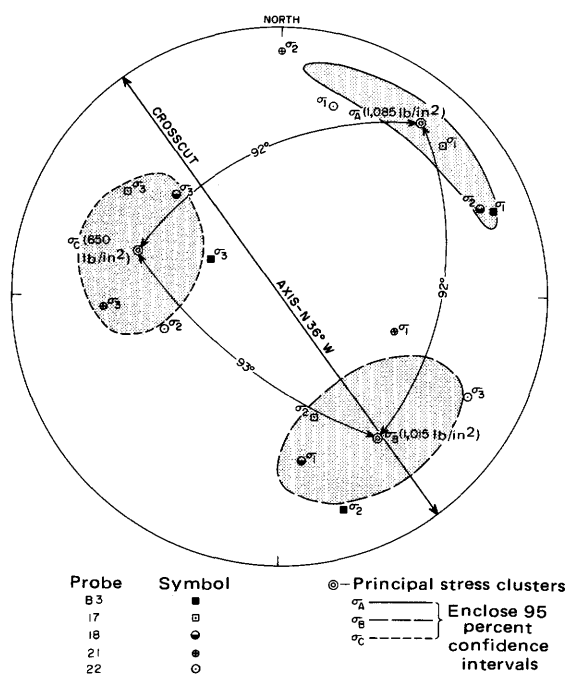 NORTH
σ2
σ1
σA (1,085 lb/in2)
σ1
92°
CROSSCUT
σ3
σ3
σ2
σ1
σC (650
lb/in2)
σ3
92°
σ3
σ2
AXIS-N 36° W
σ1
93°
σ3
σ2
σB (1,015 lb/in2)
σ1
σ2
Probe Symbol
B3
17
18
21
22
Principal stress clusters
σA
σB
σC
Enclose 95
percent
confidence
intervals